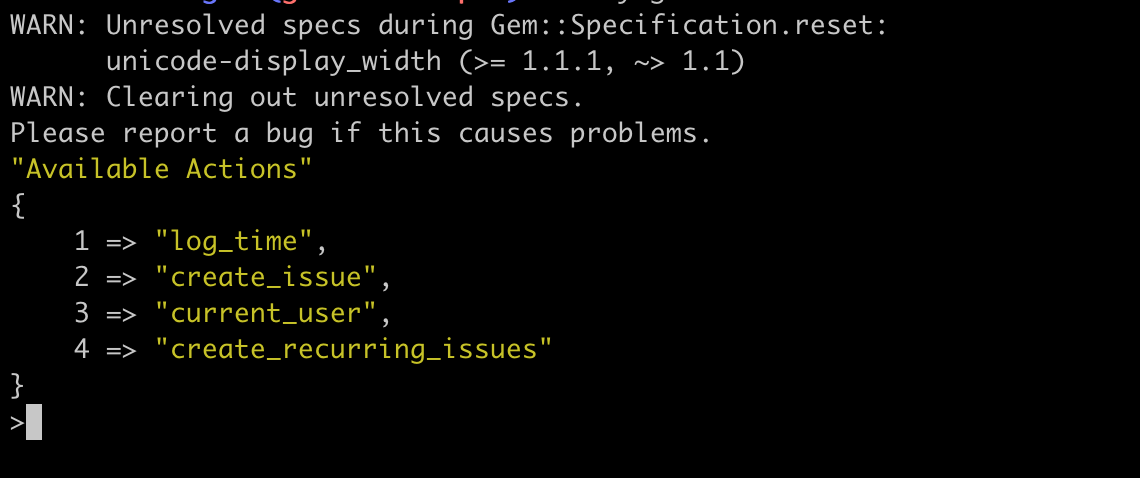 WARN: Unresolved specs during Gem::Specification.reset:
      unicode-display_width (>= 1.1.1, ~> 1.1)
WARN: Clearing out unresolved specs.
Please report a bug if this causes problems.
"Available Actions"
{
    1 => "log_time",
    2 => "create_issue",
    3 => "current_user",
    4 => "create_recurring_issues"
}
>